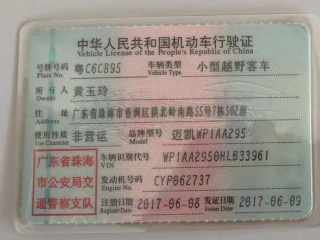 中华人民共和国机动车行驶证
Vehicle License of the People's Republic of China
号牌号码 粤C6C895 车辆类型 小型越野客车
Plate No. Vehicle Type
所有人 黄玉玲
Owner
住址 广东省珠海市香洲区拱北岭南路55号7栋502房
Address
使用性质 非营运 品牌型号 迈凯WP1AA295
Use Character Model
广东省珠海 车辆识别代号 WP1AA2950HLB33961
VIN
市公安局交 发动机号码 CYP062737
Engine No.
通警察支队 注册日期 2017-06-08 发证日期 2017-06-09
Register Date Issue Date